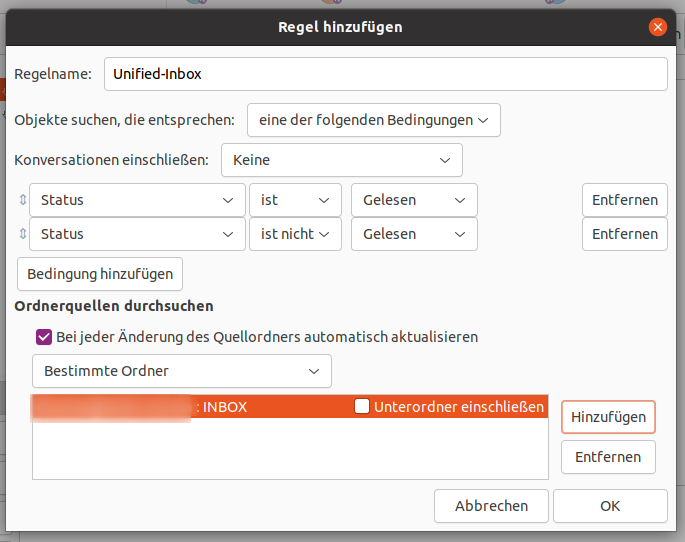 Regel hinzufügen
Regelname: Unified-Inbox
Objekte suchen, die entsprechen: eine der folgenden Bedingungen
Konversationen einschließen: Keine
Status ist Gelesen Entfernen
Status ist nicht Gelesen Entfernen
Bedingung hinzufügen
Ordnerquellen durchsuchen
Bei jeder Änderung des Quellordners automatisch aktualisieren
Bestimmte Ordner
: INBOX Unterordner einschließen
Hinzufügen
Entfernen
Abbrechen OK